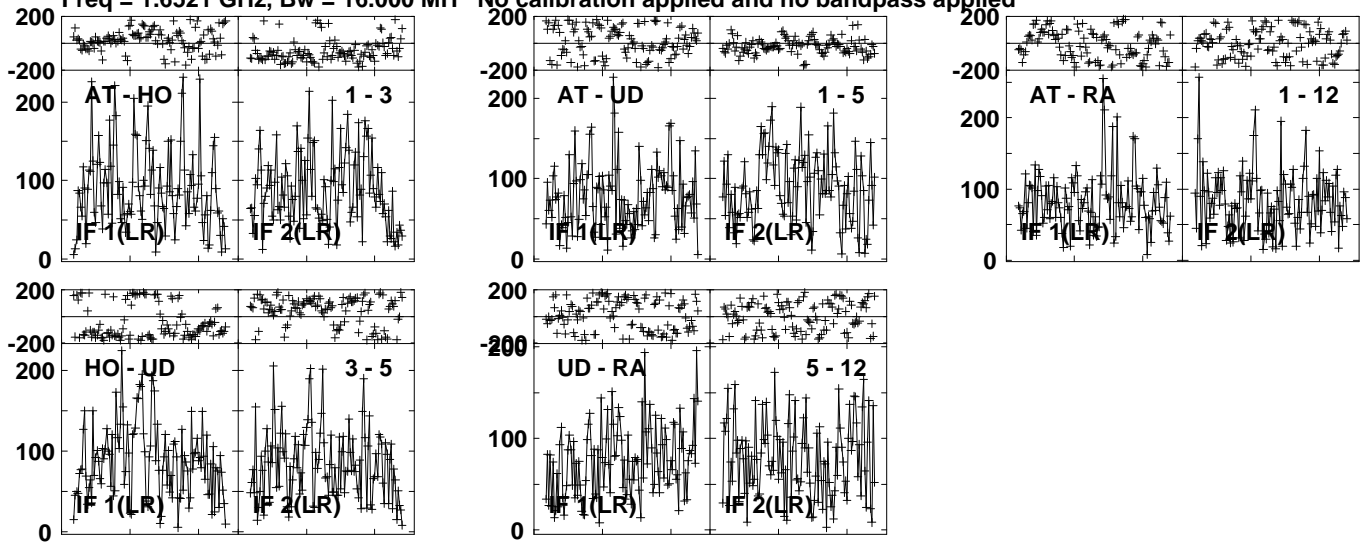 Freq = 1.6521 GHz, Bw = 16.000 MH No calibration applied and no bandpass applied
200
-200
200
100
0
AT - HO
1 - 3
IF 1(LR)
IF 2(LR)
200
-200
200
100
0
AT - UD
1 - 5
IF 1(LR)
IF 2(LR)
200
-200
200
100
0
AT - RA
1 - 12
IF 1(LR)
IF 2(LR)
200
-200
200
100
0
HO - UD
3 - 5
IF 1(LR)
IF 2(LR)
200
-200
200
100
0
UD - RA
5 - 12
IF 1(LR)
IF 2(LR)